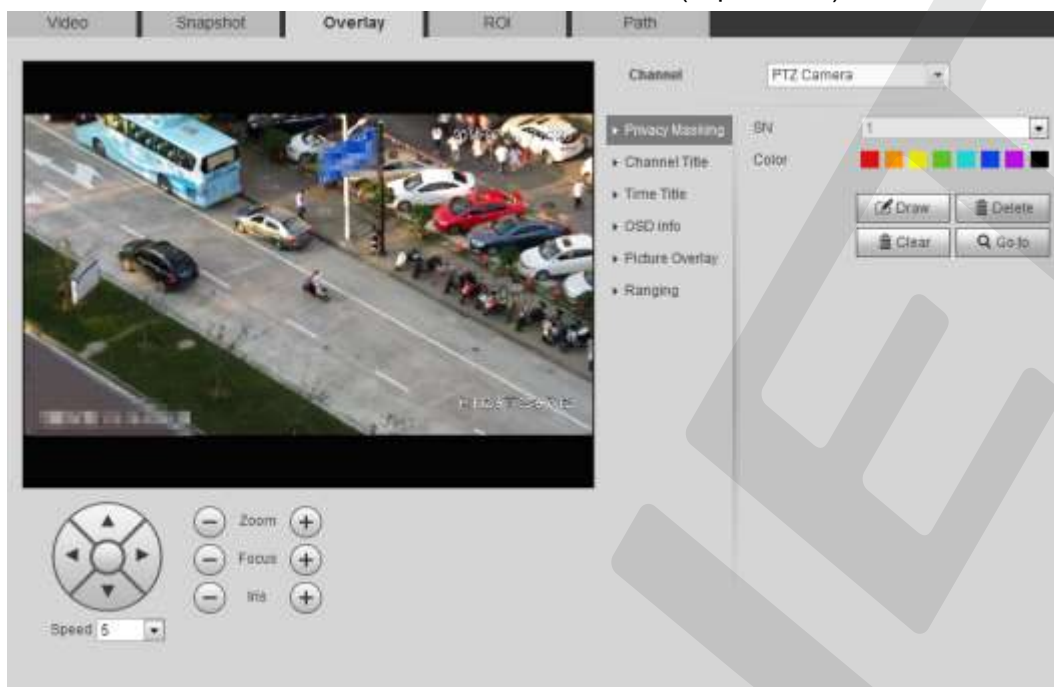 Video Snapshot Overlay ROI Path
Channel PTZ Camera
Privacy Masking SN 1
Channel Title Color
Time Title
Draw Delete
OSD info
Clear Go to
Picture Overlay
Ranging
Zoom
Focus
Iris
Speed 5